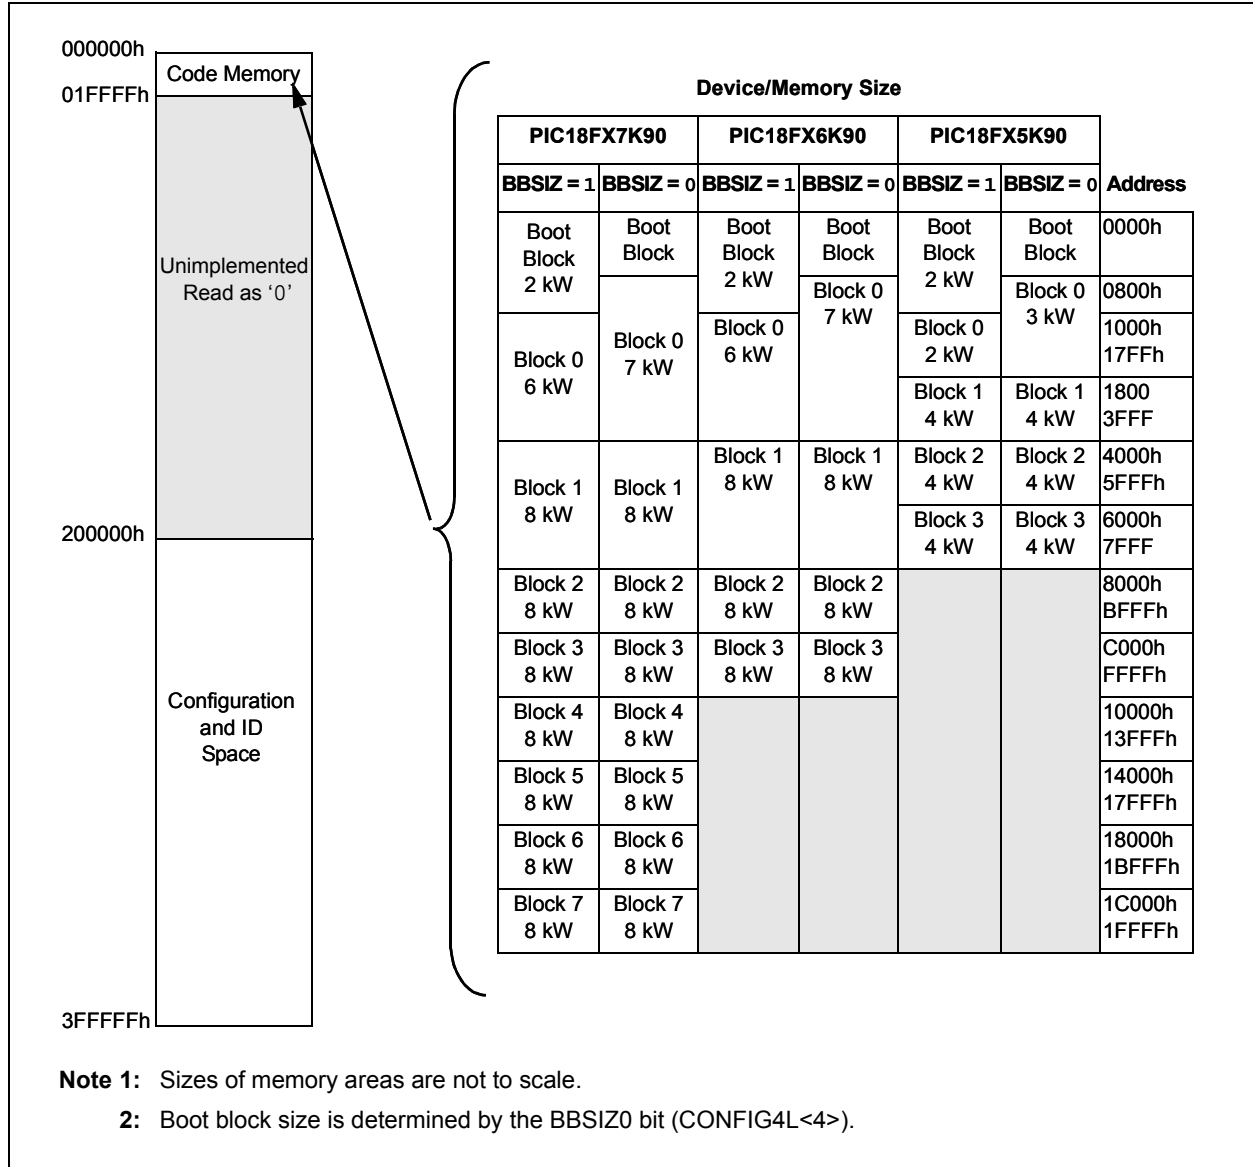 000000h
Code Memory
01FFFFh
Unimplemented
Read as ‘0’
200000h
Configuration
and ID
Space
3FFFFFh
Device/Memory Size
PIC18FX7K90 PIC18FX6K90 PIC18FX5K90
BBSIZ = 1 BBSIZ = 0 BBSIZ = 1 BBSIZ = 0 BBSIZ = 1 BBSIZ = 0 Address
Boot Boot Boot Boot Boot Boot 0000h
Block Block Block Block Block Block
2 kW 2 kW Block 0 2 kW Block 0 0800h
7 kW 3 kW
Block 0 Block 0 Block 0 Block 0 1000h
6 kW 7 kW 6 kW 2 kW 17FFh
Block 1 Block 1 1800
4 kW 4 kW 3FFF
Block 1 Block 1 Block 1 Block 1 Block 2 Block 2 4000h
8 kW 8 kW 8 kW 8 kW 4 kW 4 kW 5FFFh
Block 3 Block 3 6000h
4 kW 4 kW 7FFF
Block 2 Block 2 Block 2 Block 2 8000h
8 kW 8 kW 8 kW 8 kW BFFFh
Block 3 Block 3 Block 3 Block 3 C000h
8 kW 8 kW 8 kW 8 kW FFFFh
Block 4 Block 4 10000h
8 kW 8 kW 13FFFh
Block 5 Block 5 14000h
8 kW 8 kW 17FFFh
Block 6 Block 6 18000h
8 kW 8 kW 1BFFFh
Block 7 Block 7 1C000h
8 kW 8 kW 1FFFFh
Note 1: Sizes of memory areas are not to scale.
2: Boot block size is determined by the BBSIZ0 bit (CONFIG4L<4>).